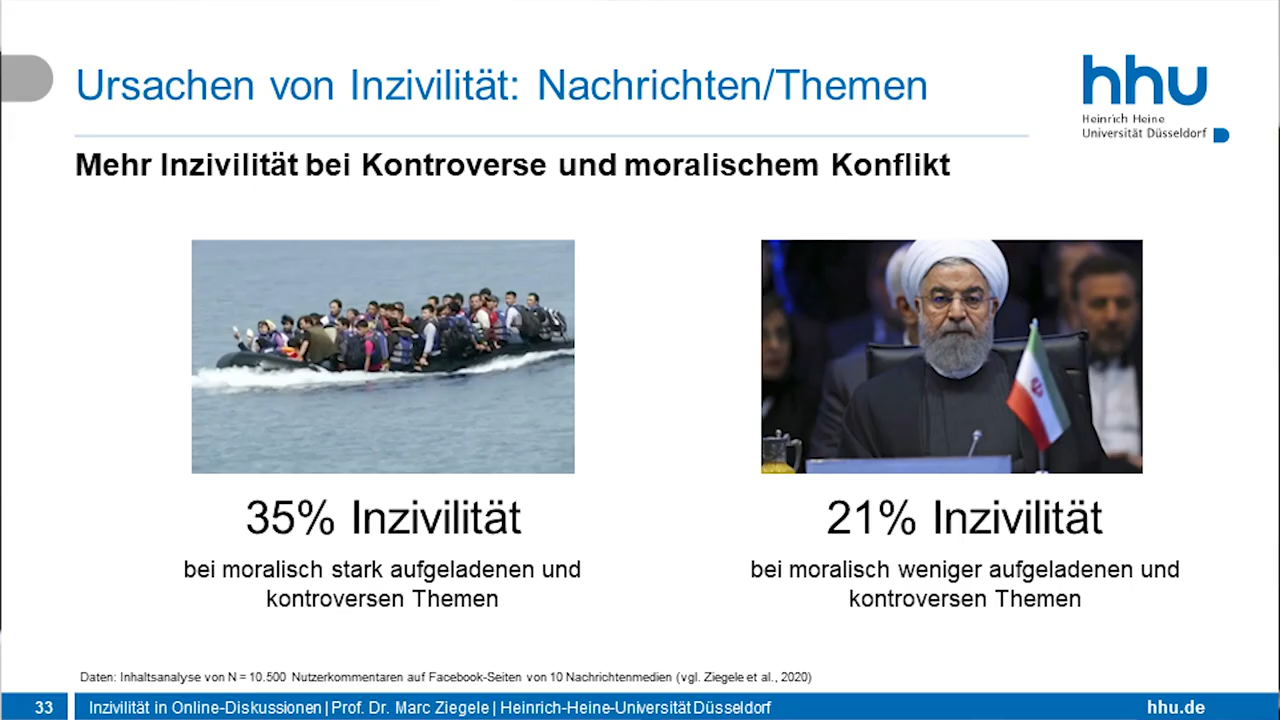 Ursachen von Inzivilität: Nachrichten/Themen
hhu
Heinrich Heine
Universität Düsseldorf
Mehr Inzivilität bei Kontroverse und moralischem Konflikt
35% Inzivilität
bei moralisch stark aufgeladenen und
kontroversen Themen
21% Inzivilität
bei moralisch weniger aufgeladenen und
kontroversen Themen
Daten: Inhaltsanalyse von N = 10.500 Nutzerkommentaren auf Facebook-Seiten von 10 Nachrichtenmedien (vgl. Ziegele et al., 2020)
33 Inzivilität in Online-Diskussionen | Prof. Dr. Marc Ziegele | Heinrich-Heine-Universität Düsseldorf hhu.de